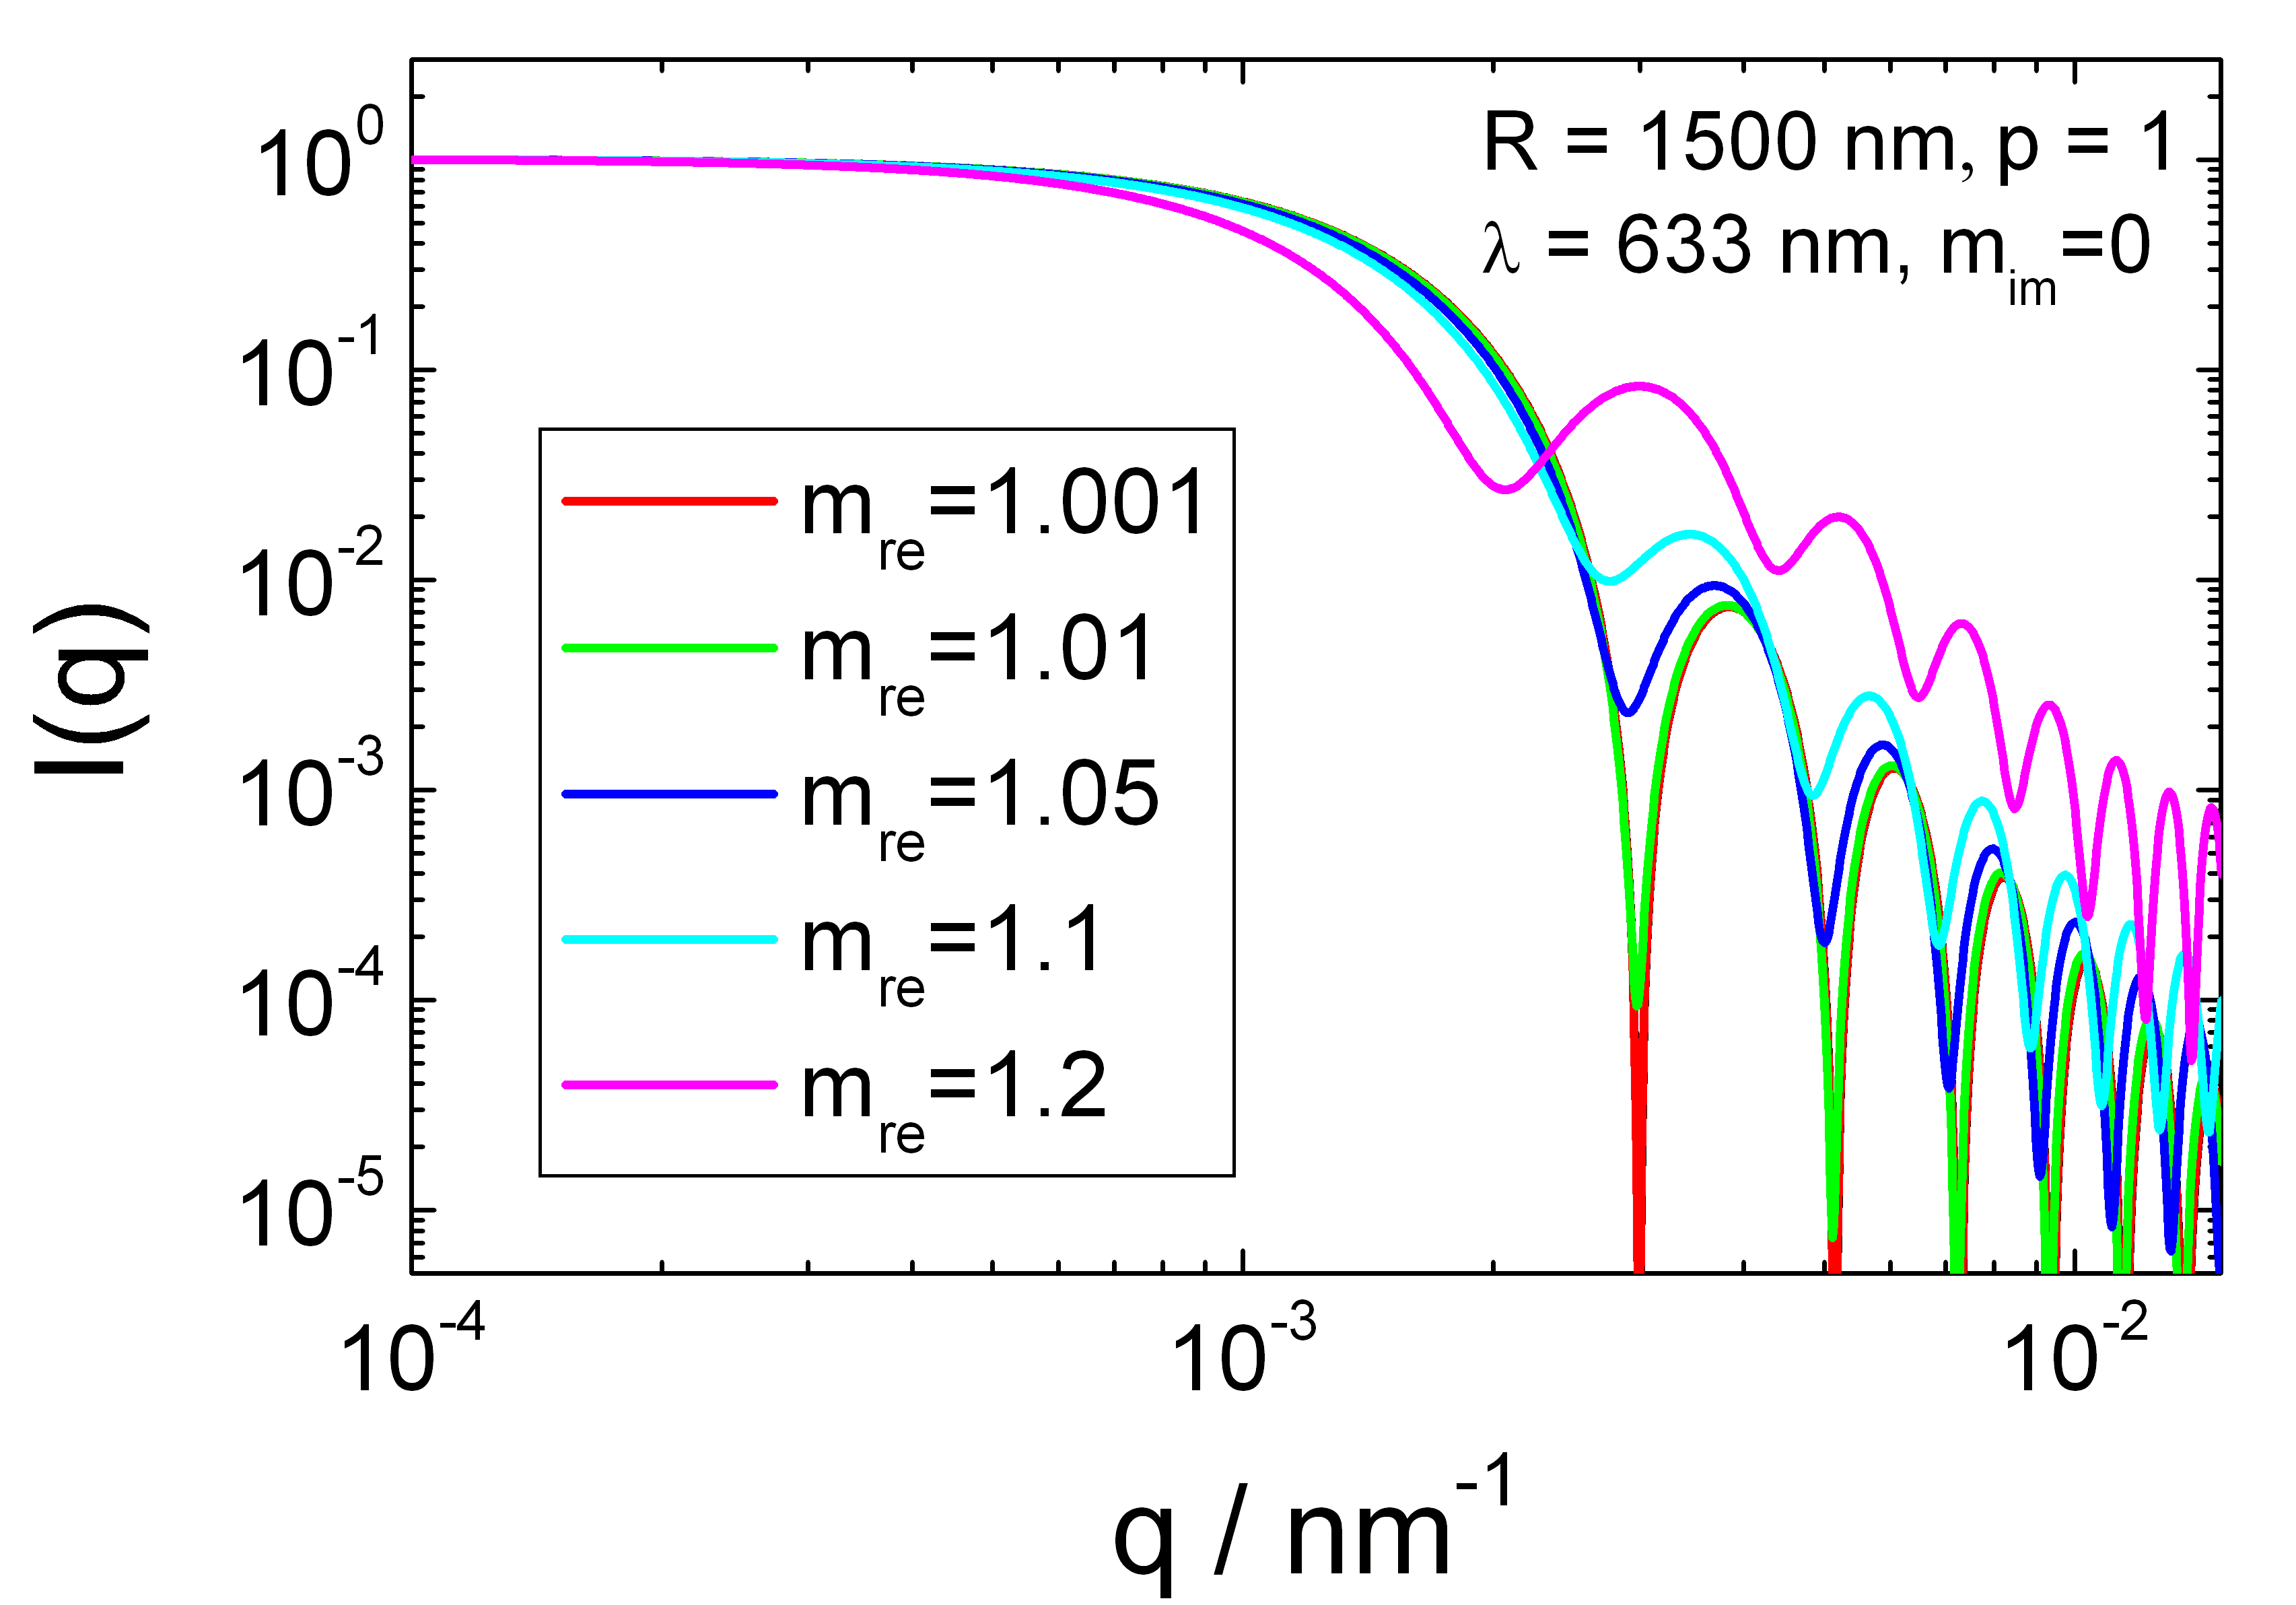 R = 1500 nm, p = 1
λ = 633 nm, m_im=0
10^0
10^-1
10^-2
10^-3
10^-4
10^-5
I(q)
m_re=1.001
m_re=1.01
m_re=1.05
m_re=1.1
m_re=1.2
10^-4
10^-3
10^-2
q / nm^-1